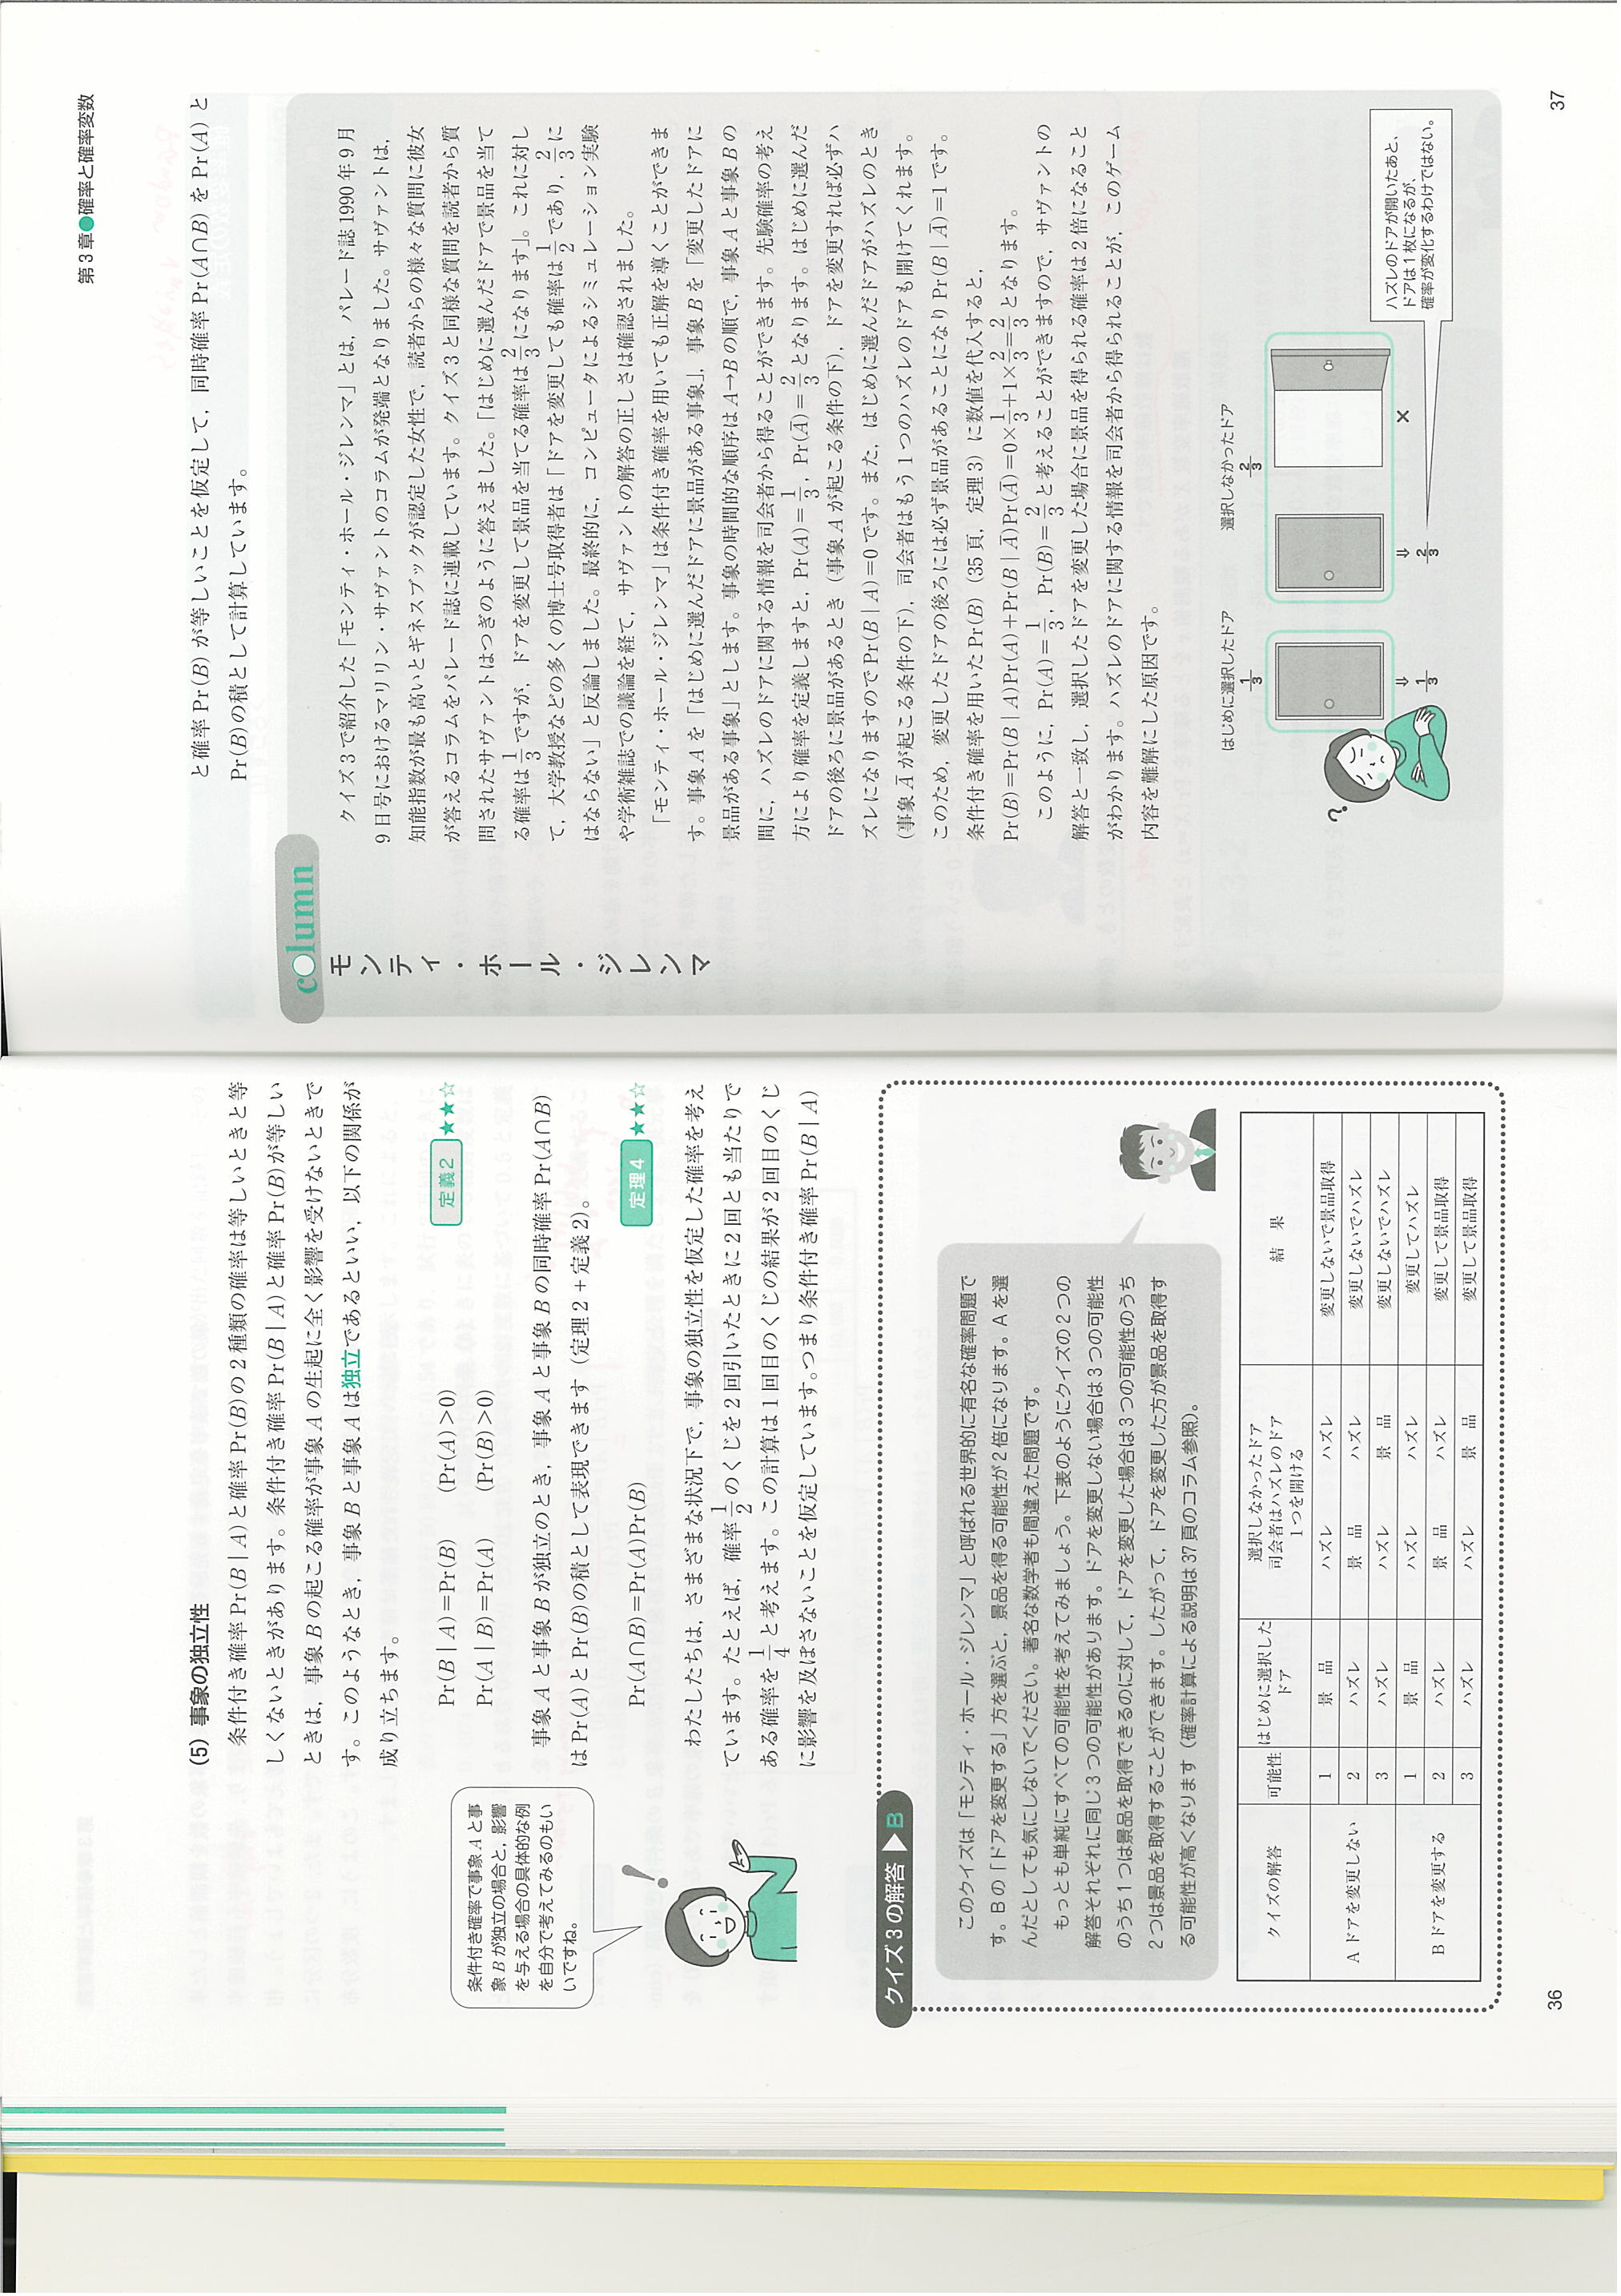 (5) 事象の独立性
条件付き確率 Pr(B | A)と確率 Pr(B)の2種類の確率は等しいときと等
しくないときがあります。条件付き確率 Pr(B | A)と確率 Pr(B)が等しい
ときは，事象 B の起こる確率が事象 A の生起に全く影響を受けないときで
す。このようなとき，事象 B と事象 A は独立であるといい，以下の関係が
成り立ちます。
Pr(B | A)=Pr(B) (Pr(A)>0) 定義2 ★★☆
Pr(A | B)=Pr(A) (Pr(B)>0)
条件付き確率で事象 A と事
象 B が独立の場合と，影響
を与える場合の具体的な例
を自分で考えてみるのもい
いですね。
事象 A と事象 B が独立のとき，事象 A と事象 B の同時確率 Pr(A∩B)
は Pr(A)と Pr(B)の積として表現できます（定理2＋定義2）。
Pr(A∩B)=Pr(A)Pr(B) 定理4 ★★☆
わたしたちは，さまざまな状況下で，事象の独立性を仮定した確率を考え
ています。たとえば，確率 1/2 のくじを2回引いたときに2回とも当たりで
ある確率を 1/4 と考えます。この計算は1回目のくじの結果が2回目のくじ
に影響を及ぼさないことを仮定しています。つまり条件付き確率 Pr(B | A)
クイズ3の解答 ▶B
このクイズは「モンティ・ホール・ジレンマ」と呼ばれる世界的に有名な確率問題で
す。Bの「ドアを変更する」方を選ぶと，景品を得る可能性が2倍になります。Aを選
んだとしても気にしないでください。著名な数学者も間違えた問題です。
もっとも単純にすべての可能性を考えてみましょう。下表のようにクイズの2つの
解答それぞれに同じ3つの可能性があります。ドアを変更しない場合は3つの可能性
のうち1つは景品を取得できるのに対して，ドアを変更した場合は3つの可能性のうち
2つは景品を取得することができます。したがって，ドアを変更した方が景品を取得す
る可能性が高くなります（確率計算による説明は37頁のコラム参照）。
クイズの解答 可能性 はじめに選択した ドア 選択しなかったドア 司会者はハズレのドア 1つを開ける 結 果
A ドアを変更しない
1 景 品 ハズレ ハズレ 変更しないで景品取得
2 ハズレ 景 品 ハズレ 変更しないでハズレ
3 ハズレ ハズレ 景 品 変更しないでハズレ
B ドアを変更する
1 景 品 ハズレ ハズレ 変更してハズレ
2 ハズレ 景 品 ハズレ 変更して景品取得
3 ハズレ ハズレ 景 品 変更して景品取得
36
第3章●確率と確率変数
と確率 Pr(B) が等しいことを仮定して，同時確率 Pr(A∩B) を Pr(A) と
Pr(B)の積として計算しています。
column
モンティ・ホール・ジレンマ
クイズ3で紹介した「モンティ・ホール・ジレンマ」とは，パレード誌1990年9月
9日号におけるマリリン・サヴァントのコラムが発端となりました。サヴァントは，
知能指数が最も高いとギネスブックが認定した女性で，読者からの様々な質問に彼女
が答えるコラムをパレード誌に連載しています。クイズ3と同様な質問を読者から質
問されたサヴァントはつぎのように答えました。「はじめに選んだドアで景品を当て
る確率は 1/3 ですが，ドアを変更して景品を当てる確率は 2/3 になります」。これに対し
て，大学教授などの多くの博士号取得者は「ドアを変更しても確率は 1/2 であり，2/3 に
はならない」と反論しました。最終的に，コンピュータによるシミュレーション実験
や学術雑誌での議論を経て，サヴァントの解答の正しさは確認されました。
「モンティ・ホール・ジレンマ」は条件付き確率を用いても正解を導くことができま
す。事象 A を「はじめに選んだドアに景品がある事象」，事象 B を「変更したドアに
景品がある事象」とします。事象の時間的な順序は A→B の順で，事象 A と事象 B の
間に，ハズレのドアに関する情報を司会者から得ることができます。先験確率の考え
方により確率を定義しますと，Pr(A)=1/3，Pr(Ā)=2/3 となります。はじめに選んだ
ドアの後ろに景品があるとき（事象 A が起こる条件の下），ドアを変更すれば必ずハ
ズレになりますので Pr(B | A)=0 です。また，はじめに選んだドアがハズレのとき
（事象 Ā が起こる条件の下），司会者はもう1つのハズレのドアも開けてくれます。
このため，変更したドアの後ろには必ず景品があることになり Pr(B | Ā)=1 です。
条件付き確率を用いた Pr(B)（35頁，定理3）に数値を代入すると，
Pr(B)=Pr(B | A)Pr(A)+Pr(B | Ā)Pr(Ā)=0×1/3+1×2/3=2/3 となります。
このように，Pr(A)=1/3，Pr(B)=2/3 と考えることができますので，サヴァントの
解答と一致し，選択したドアを変更した場合に景品を得られる確率は2倍になること
がわかります。ハズレのドアに関する情報を司会者から得られることが，このゲーム
内容を難解にした原因です。
はじめに選択したドア 選択しなかったドア
1/3 2/3
?
⇓ ⇓ ×
1/3 2/3
ハズレのドアが開いたあと，
ドアは1枚になるが，
確率が変化するわけではない。
37